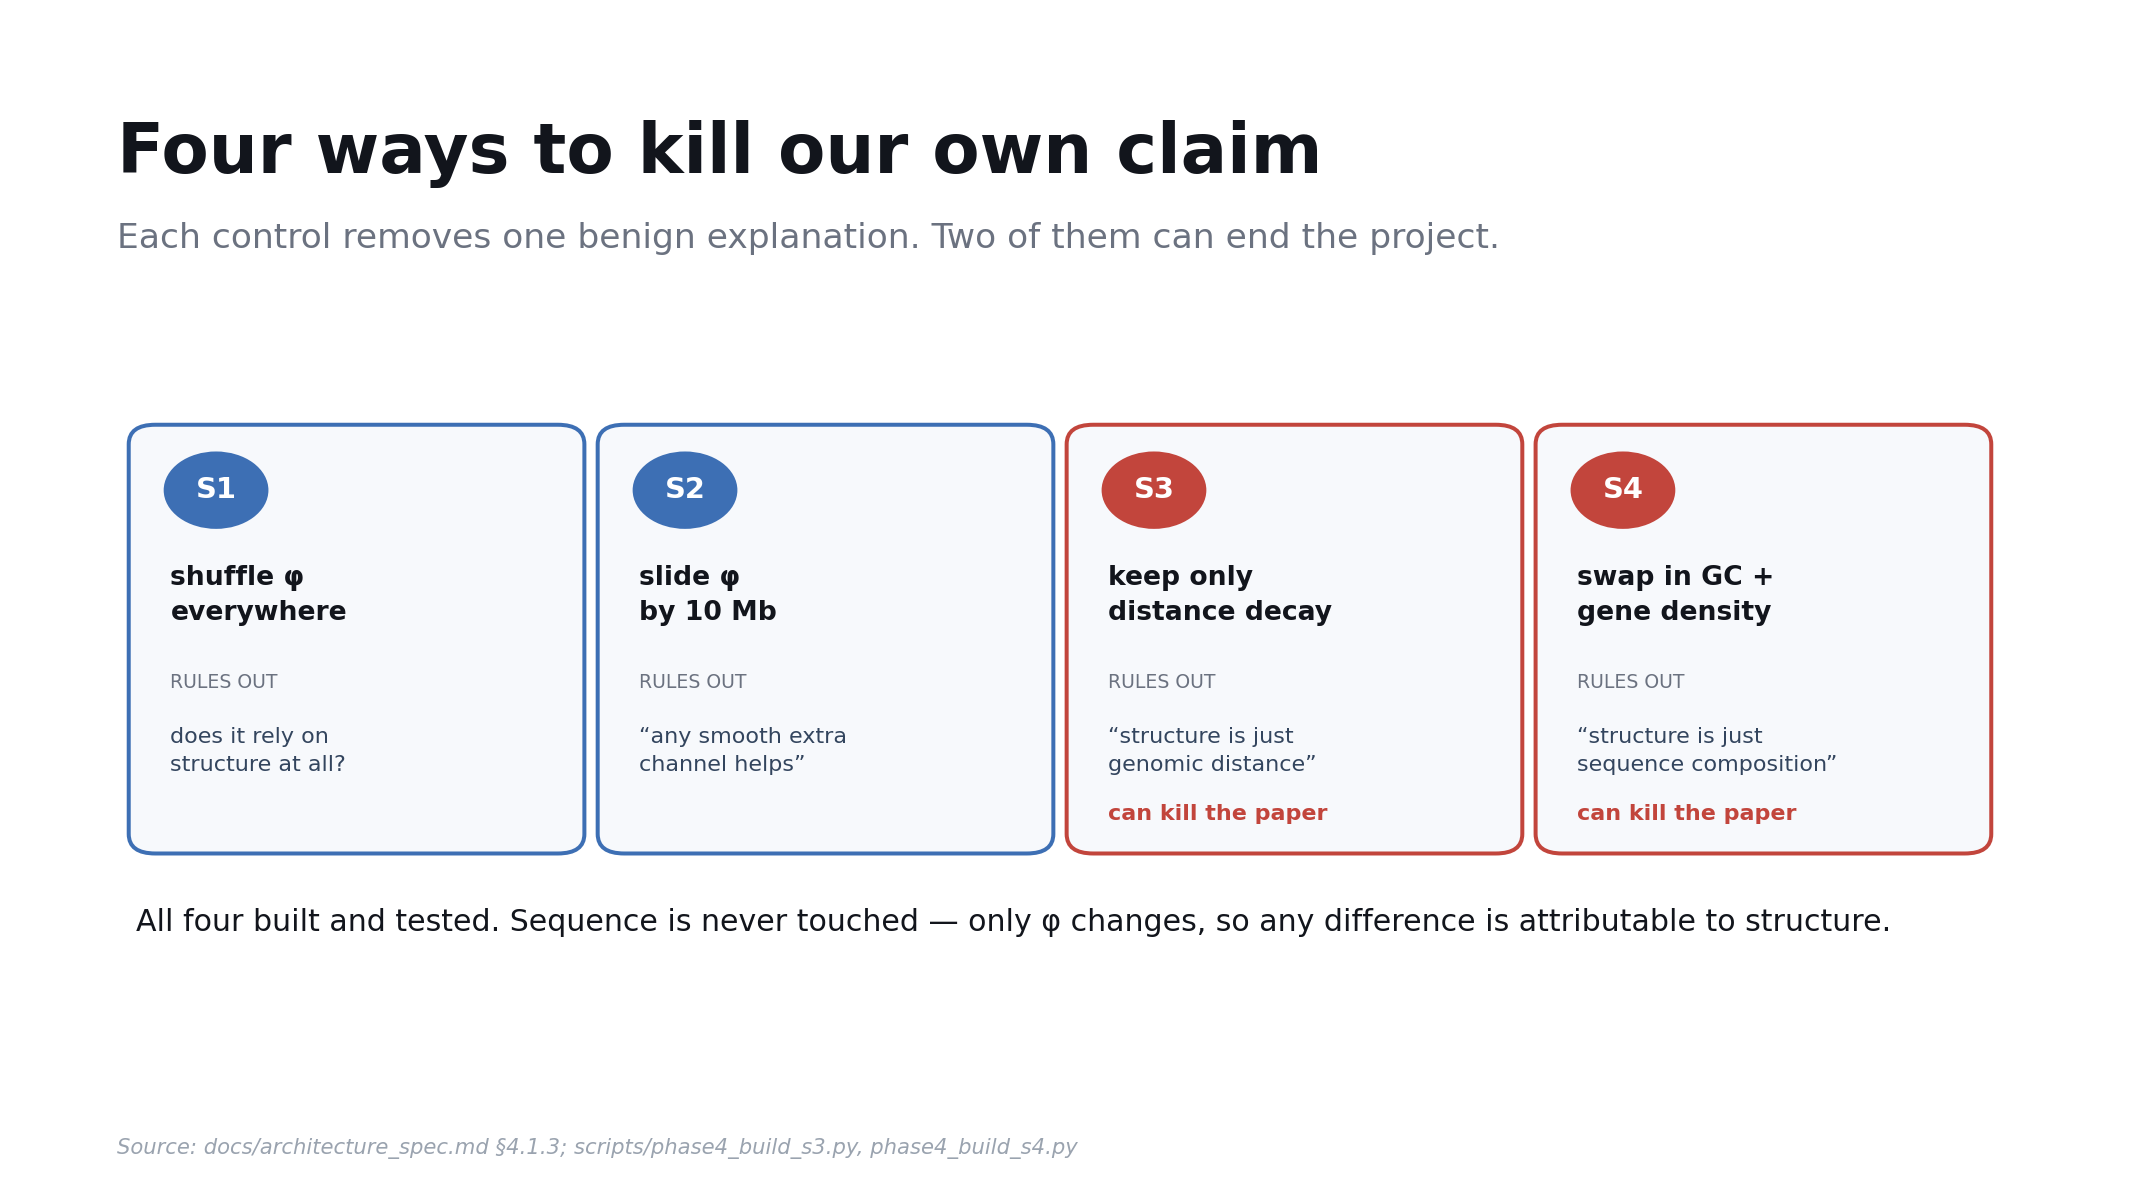 Four ways to kill our own claim
Each control removes one benign explanation. Two of them can end the project.
S1
shuffle φ
everywhere
RULES OUT
does it rely on
structure at all?
S2
slide φ
by 10 Mb
RULES OUT
“any smooth extra
channel helps”
S3
keep only
distance decay
RULES OUT
“structure is just
genomic distance”
can kill the paper
S4
swap in GC +
gene density
RULES OUT
“structure is just
sequence composition”
can kill the paper
All four built and tested. Sequence is never touched — only φ changes, so any difference is attributable to structure.
Source: docs/architecture_spec.md §4.1.3; scripts/phase4_build_s3.py, phase4_build_s4.py